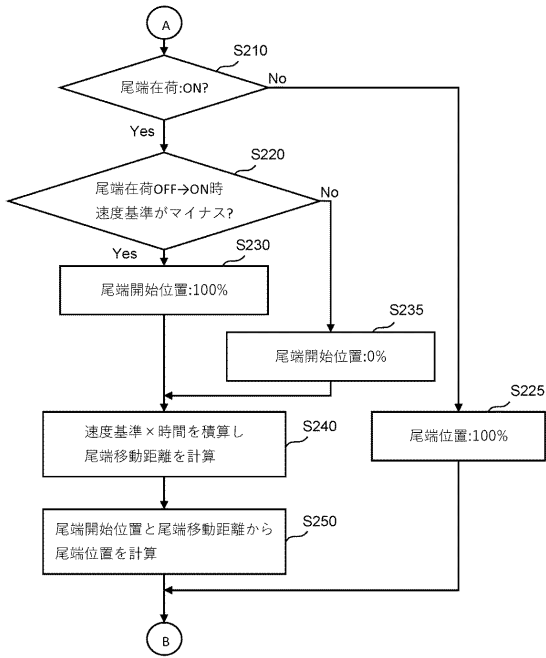 A
S210
尾端在荷:ON?
No
Yes
S220
尾端在荷OFF→ON時
速度基準がマイナス?
No
Yes
S230
尾端開始位置:100%
S235
尾端開始位置:0%
S225
尾端位置:100%
S240
速度基準×時間を積算し
尾端移動距離を計算
S250
尾端開始位置と尾端移動距離から
尾端位置を計算
B